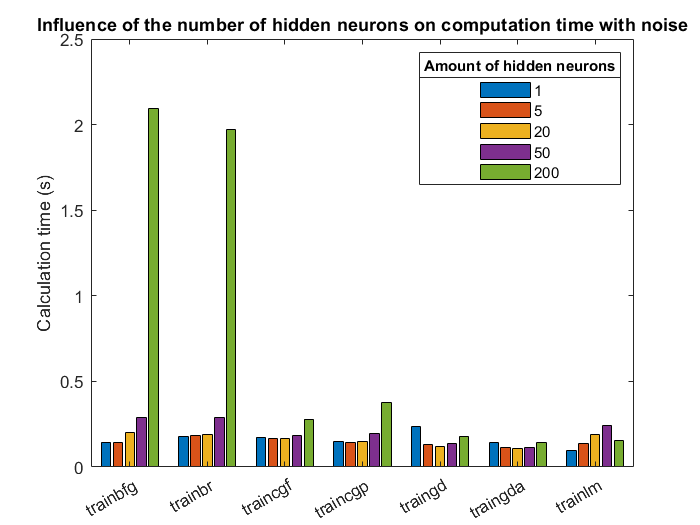 Influence of the number of hidden neurons on computation time with noise
Calculation time (s)
2.5
2
1.5
1
0.5
0
Amount of hidden neurons
1
5
20
50
200
trainbfg
trainbr
traincgf
traincgp
traingd
traingda
trainlm